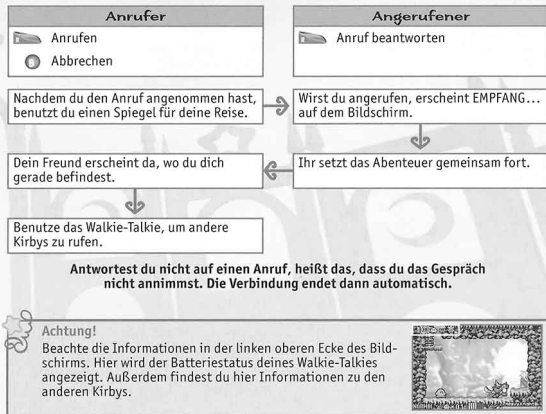 Anrufer
Anrufen
Abbrechen
Angerufener
Anruf beantworten
Nachdem du den Anruf angenommen hast,
benutzt du einen Spiegel für deine Reise.
Wirst du angerufen, erscheint EMPFANG...
auf dem Bildschirm.
Dein Freund erscheint da, wo du dich
gerade befindest.
Ihr setzt das Abenteuer gemeinsam fort.
Benutze das Walkie-Talkie, um andere
Kirbys zu rufen.
Antwortest du nicht auf einen Anruf, heißt das, dass du das Gespräch
nicht annimmst. Die Verbindung endet dann automatisch.
Achtung!
Beachte die Informationen in der linken oberen Ecke des Bild-
schirms. Hier wird der Batteriestatus deines Walkie-Talkies
angezeigt. Außerdem findest du hier Informationen zu den
anderen Kirbys.